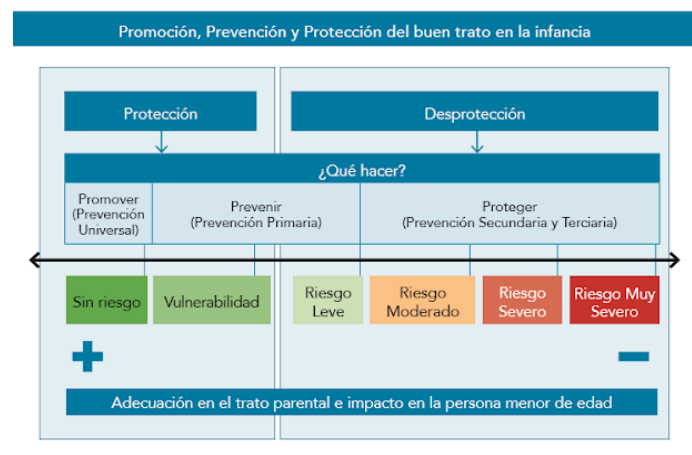 Promoción, Prevención y Protección del buen trato en la infancia
Protección
Desprotección
¿Qué hacer?
Promover
(Prevención
Universal)
Prevenir
(Prevención Primaria)
Proteger
(Prevención Secundaria y Terciaria)
Sin riesgo
Vulnerabilidad
Riesgo
Leve
Riesgo
Moderado
Riesgo
Severo
Riesgo Muy
Severo
+
−
Adecuación en el trato parental e impacto en la persona menor de edad